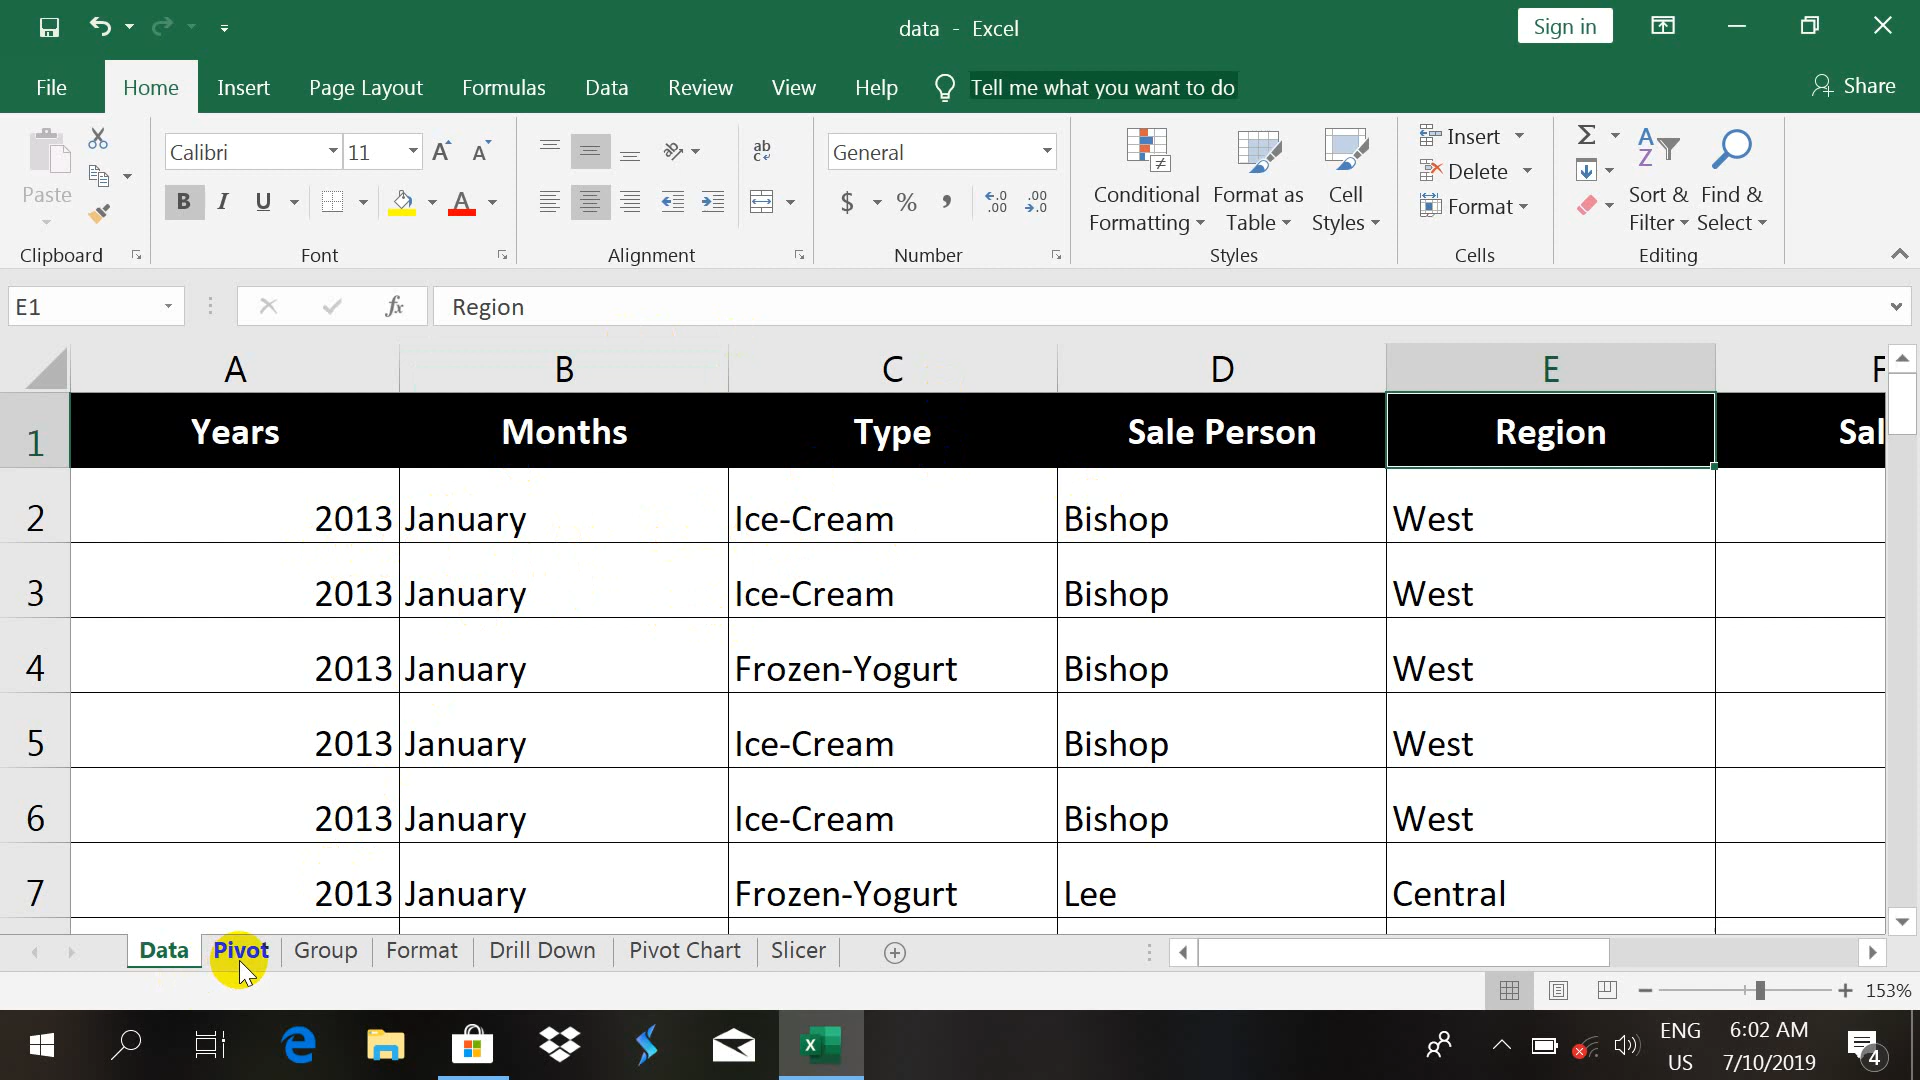 data - Excel
Sign in
File Home Insert Page Layout Formulas Data Review View Help Tell me what you want to do Share
Paste
Clipboard
Calibri 11
B I U A
Font
ab
Alignment
General
$ % ,
Number
Conditional Formatting
Format as Table
Cell Styles
Styles
Insert
Delete
Format
Cells
Sort & Filter
Find & Select
Editing
E1 fx Region
A B C D E F
1 Years Months Type Sale Person Region Sal
2 2013 January Ice-Cream Bishop West
3 2013 January Ice-Cream Bishop West
4 2013 January Frozen-Yogurt Bishop West
5 2013 January Ice-Cream Bishop West
6 2013 January Ice-Cream Bishop West
7 2013 January Frozen-Yogurt Lee Central
Data Pivot Group Format Drill Down Pivot Chart Slicer
153%
ENG
US
6:02 AM
7/10/2019
4